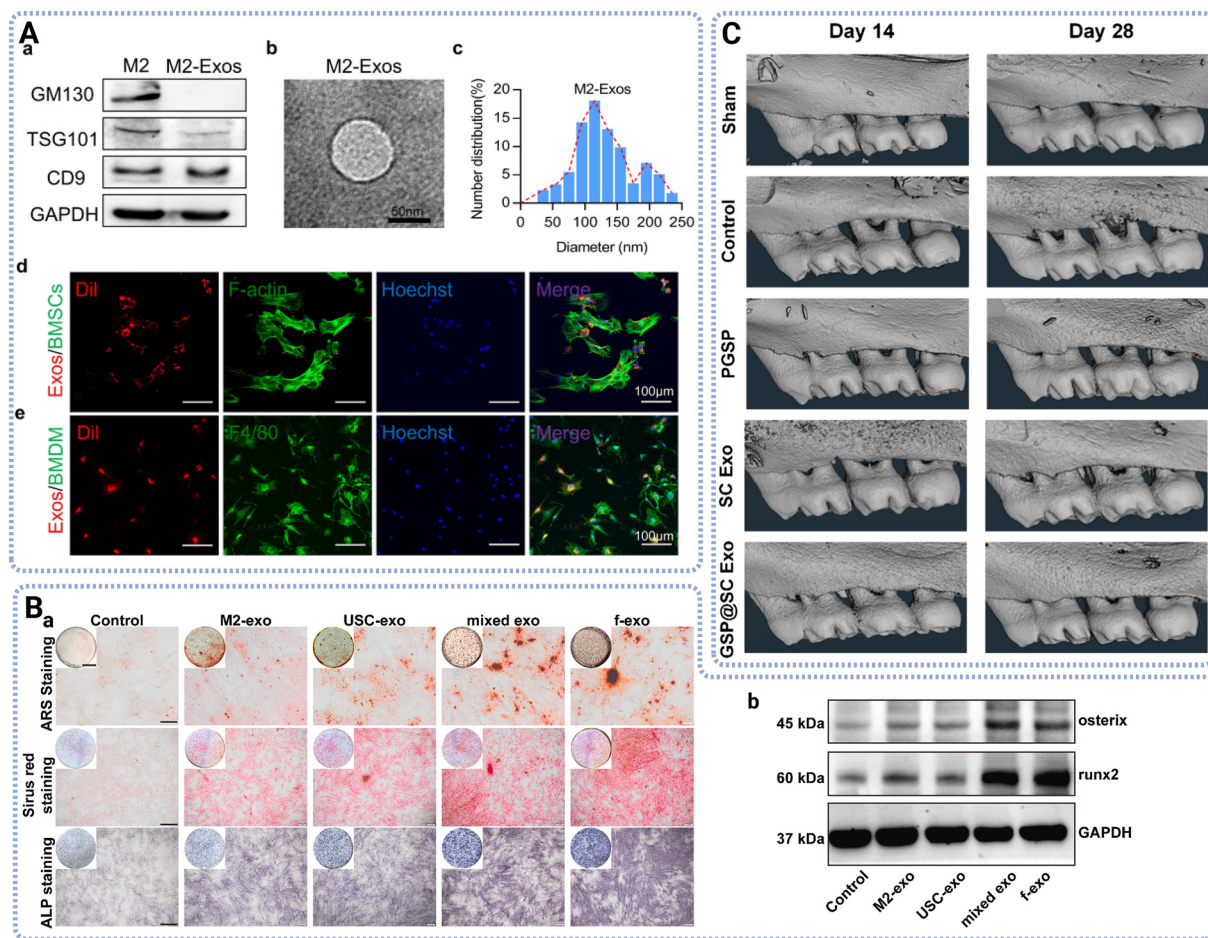 A
a
M2 M2-Exos
GM130
TSG101
CD9
GAPDH
b
M2-Exos
50nm
c
M2-Exos
Number distribution(%)
20
15
10
5
0
0 50 100 150 200 250
Diameter (nm)
d
Exos/BMSCs
Dil F-actin Hoechst Merge
100μm
e
Exos/BMDM
Dil F4/80 Hoechst Merge
100μm
B
a
Control M2-exo USC-exo mixed exo f-exo
ARS Staining
Sirus red
staining
ALP staining
b
45 kDa osterix
60 kDa runx2
37 kDa GAPDH
Control M2-exo USC-exo mixed exo f-exo
C
Day 14 Day 28
Sham
Control
PGSP
SC Exo
GSP@SC Exo